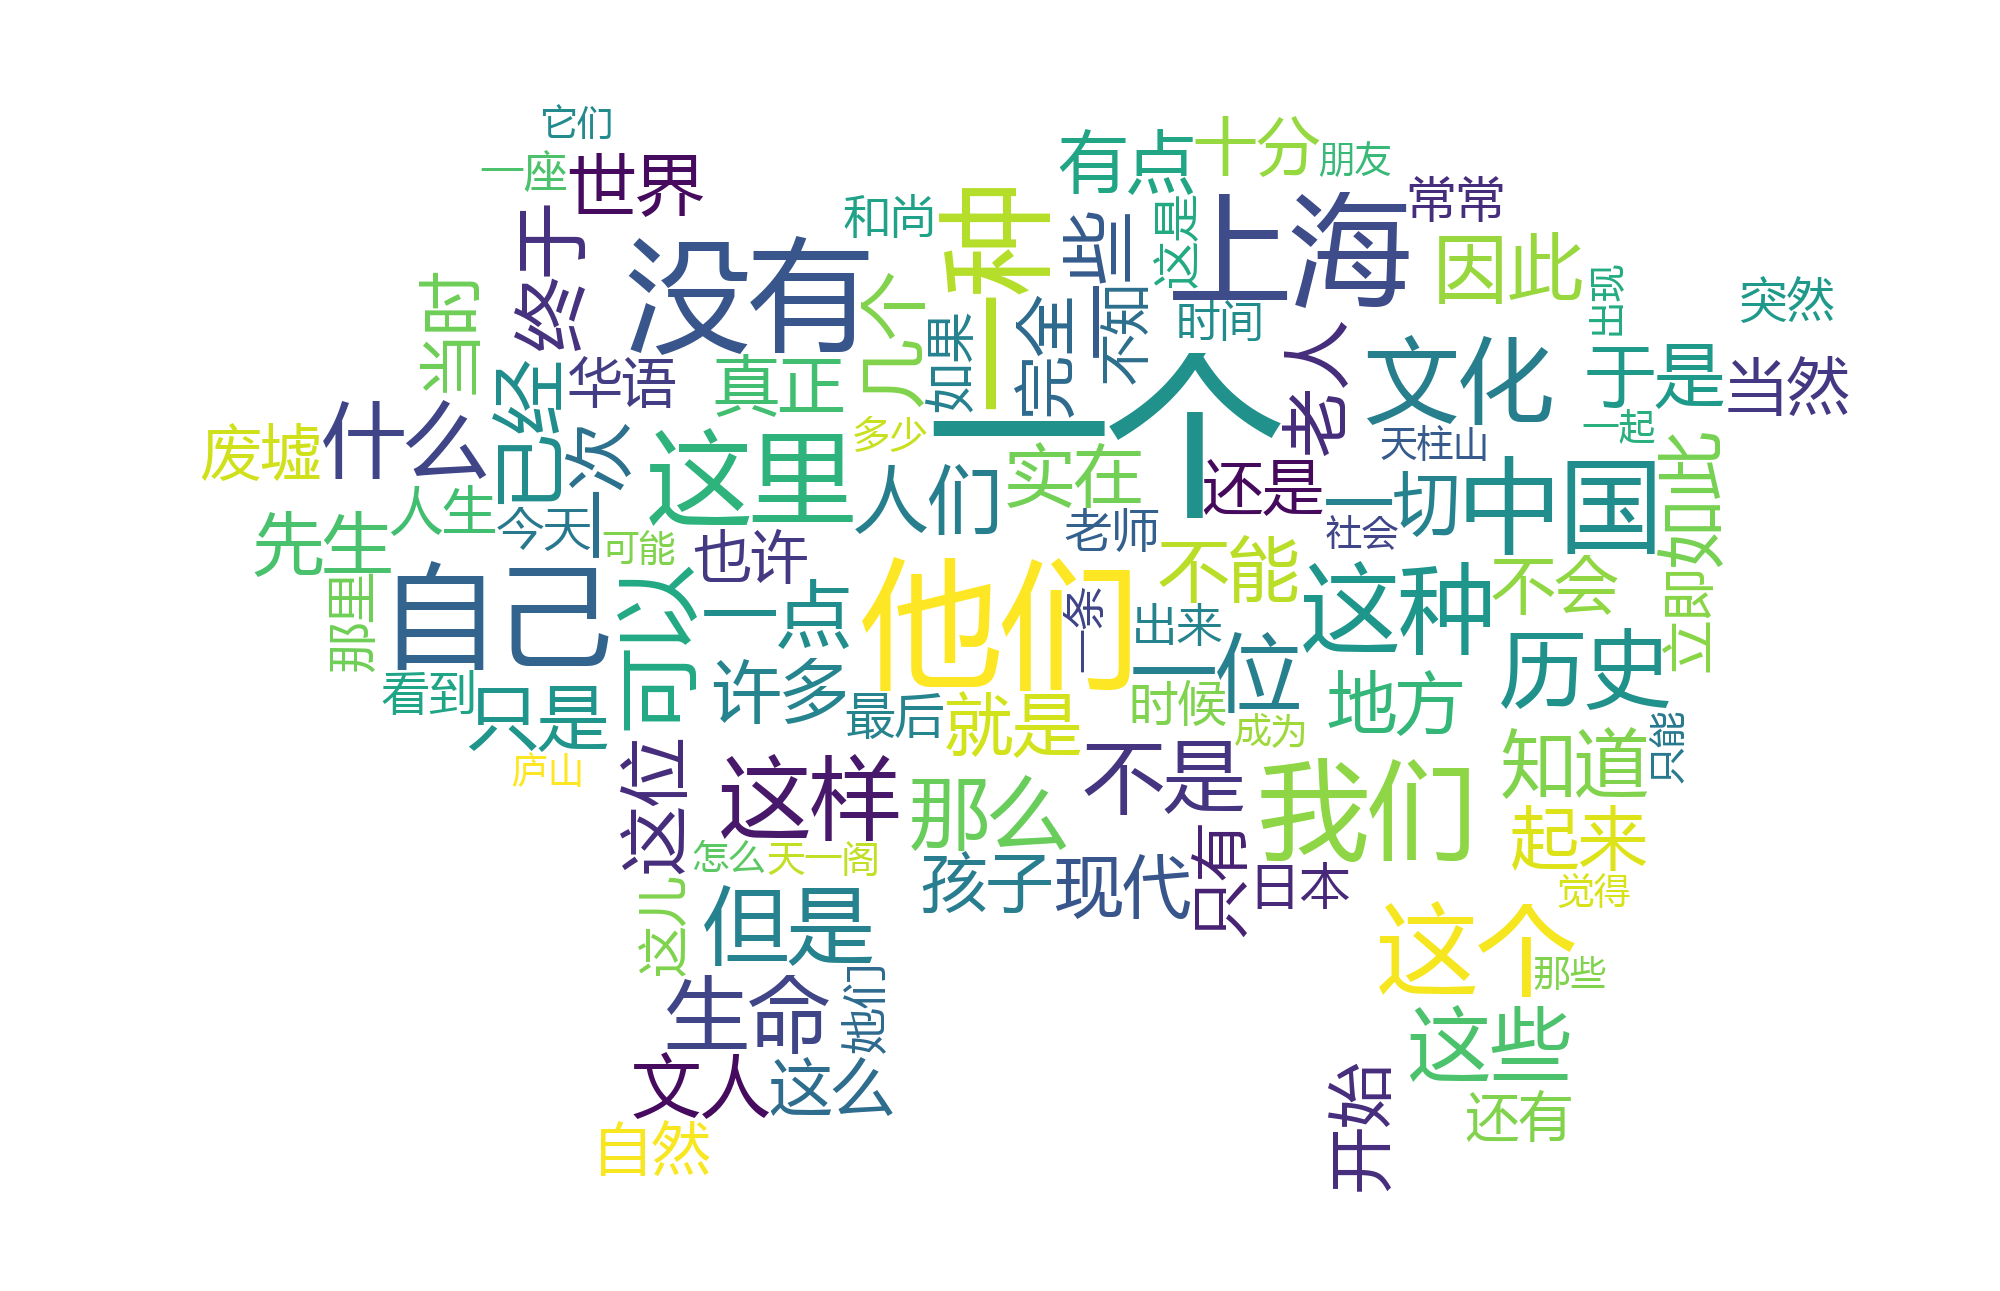 它们
一座
世界
有点
十分
朋友
常常
和尚
一种
一些
这是
上海
终于
没有
因此
当时
几个
如果
完全
不知
时间
出现
突然
已经
华语
真正
一个
老人
文化
于是
当然
废墟
什么
一次
这里
多少
人们
实在
还是
天柱山
一起
一切
中国
如此
先生
人生
今天
可能
也许
老师
社会
不能
这种
不会
立即
那里
自己
可以
一点
他们
一条
出来
一位
历史
看到
只是
许多
最后
就是
时候
成为
地方
知道
只能
庐山
这位
这样
那么
不是
我们
起来
怎么
天一阁
孩子
现代
只有
日本
觉得
这儿
但是
这个
那些
生命
她们
这些
文人
这么
开始
还有
自然